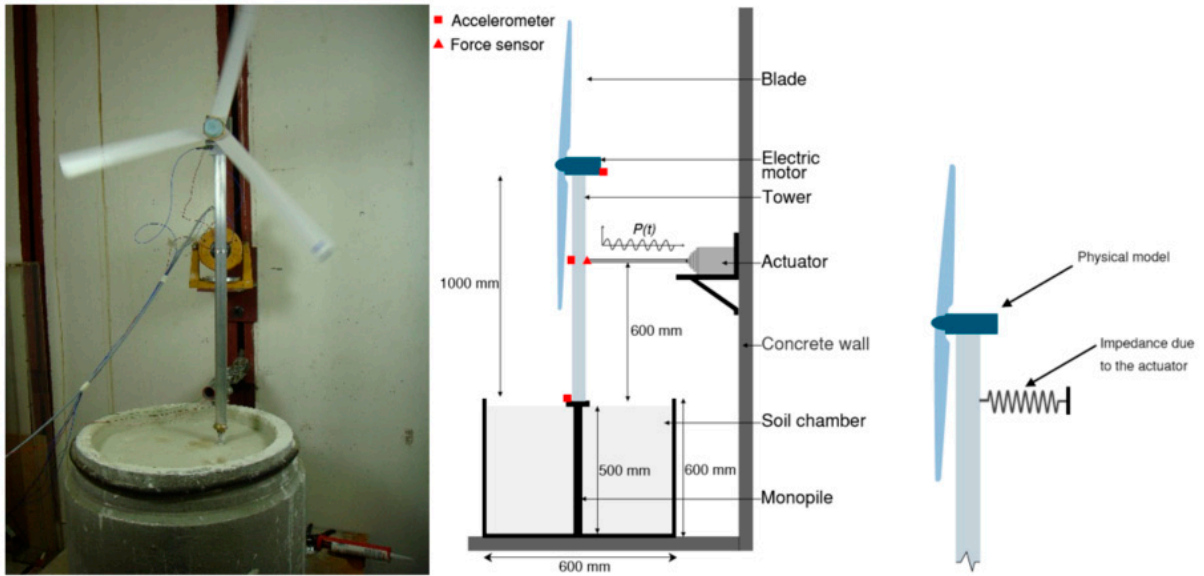 Accelerometer
Force sensor
Blade
Electric
motor
Tower
P(t)
Actuator
1000 mm
600 mm
Concrete wall
Soil chamber
500 mm
600 mm
Monopile
600 mm
Physical model
Impedance due
to the actuator